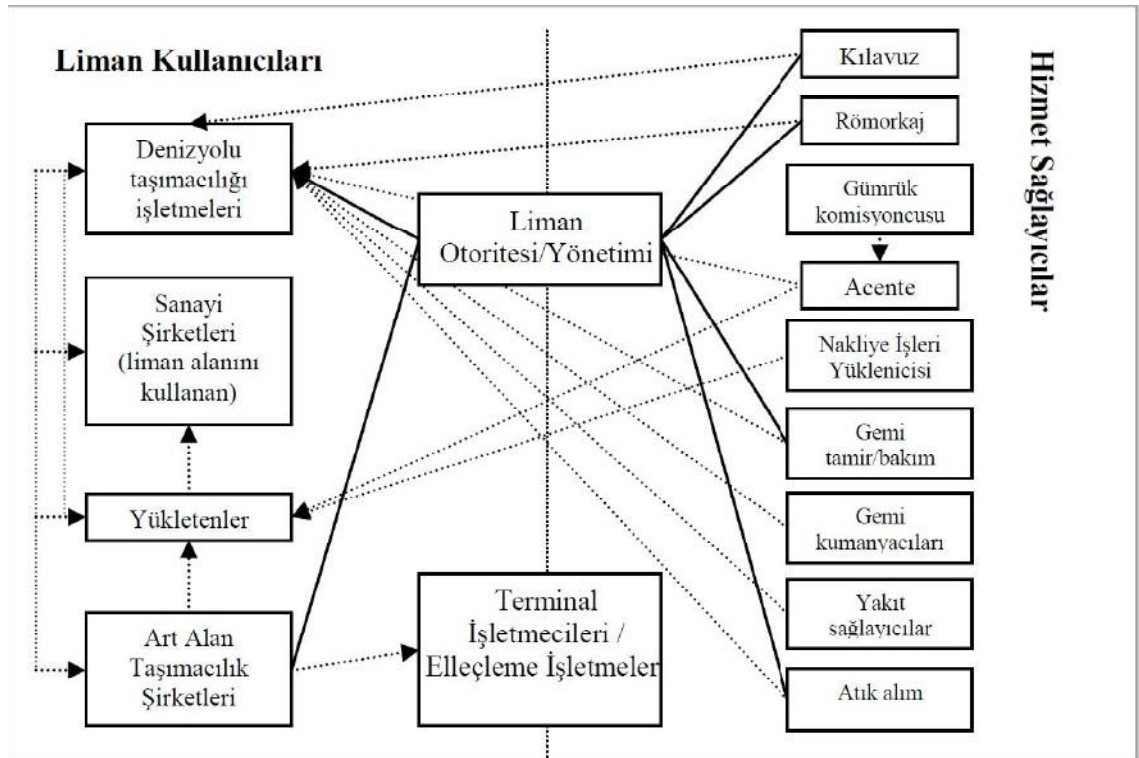 Liman Kullanıcıları
Denizyolu
taşımacılığı
işletmeleri
Sanayi
Şirketleri
(liman alanını
kullanan)
Yükletenler
Art Alan
Taşımacılık
Şirketleri
Liman
Otoritesi/Yönetimi
Terminal
İşletmecileri /
Elleçleme İşletmeler
Kılavuz
Römorkaj
Gümrük
komisyoncusu
Acente
Nakliye İşleri
Yüklenicisi
Gemi
tamir/bakım
Gemi
kumanyacıları
Yakıt
sağlayıcılar
Atık alım
Hizmet Sağlayıcılar